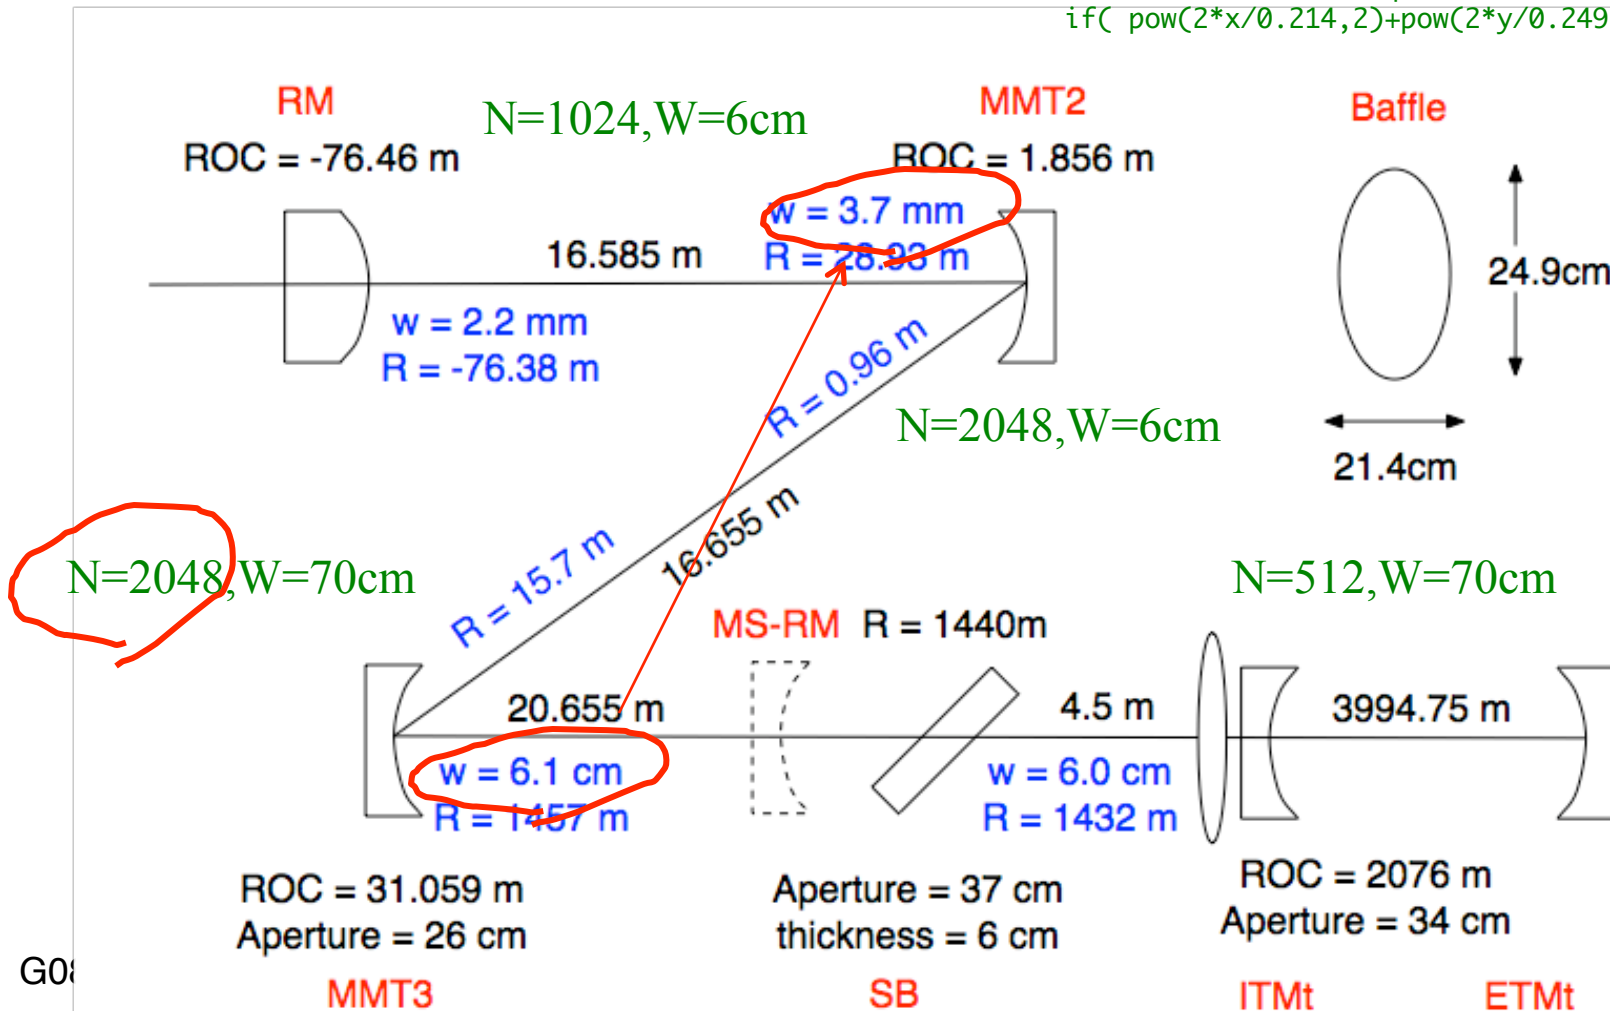 if( pow(2*x/0.214,2)+pow(2*y/0.249
RM
N=1024,W=6cm
MMT2
Baffle
ROC = -76.46 m
ROC = 1.856 m
w = 3.7 mm
16.585 m
R = 28.93 m
24.9cm
w = 2.2 mm
R = -76.38 m
R = 0.96 m
N=2048,W=6cm
21.4cm
16.655 m
R = 15.7 m
N=2048,W=70cm
N=512,W=70cm
MS-RM R = 1440m
20.655 m
4.5 m
3994.75 m
w = 6.1 cm
R = 1457 m
w = 6.0 cm
R = 1432 m
ROC = 31.059 m
Aperture = 26 cm
Aperture = 37 cm
thickness = 6 cm
ROC = 2076 m
Aperture = 34 cm
MMT3
SB
ITMt
ETMt